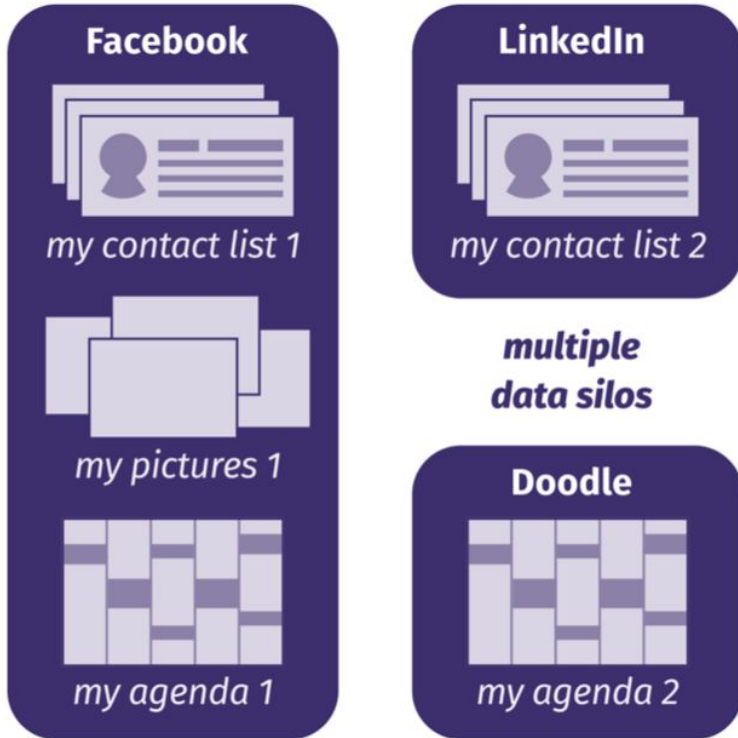 Facebook
my contact list 1
my pictures 1
my agenda 1
LinkedIn
my contact list 2
multiple
data silos
Doodle
my agenda 2